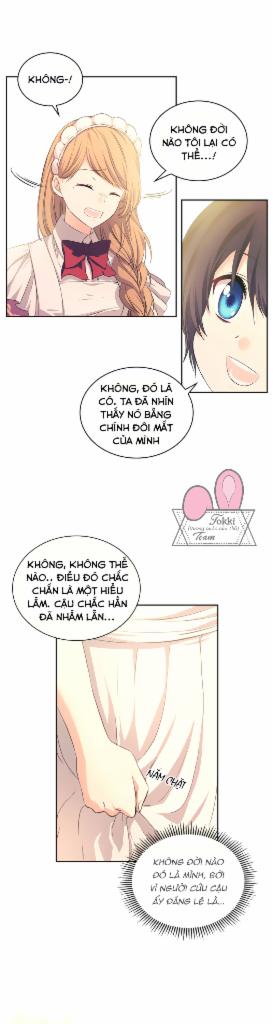 KHÔNG-!
KHÔNG ĐỜI
NÀO TÔI LẠI CÓ
THỂ...!
KHÔNG, ĐÓ LÀ
CÔ. TA ĐÃ NHÌN
THẤY NÓ BẰNG
CHÍNH ĐÔI MẮT
CỦA MÌNH
Tokki
Team
KHÔNG, KHÔNG THỂ
NÀO.. ĐIỀU ĐÓ CHẮC
CHẮN LÀ MỘT HIỂU
LẦM. CẬU CHẮC HẲN
ĐÃ NHẦM LẪN...
NẮM CHẶT
KHÔNG ĐỜI NÀO
ĐÓ LÀ MÌNH, BỞI
VÌ NGƯỜI CỨU CẬU
ẤY ĐÁNG LẼ LÀ...